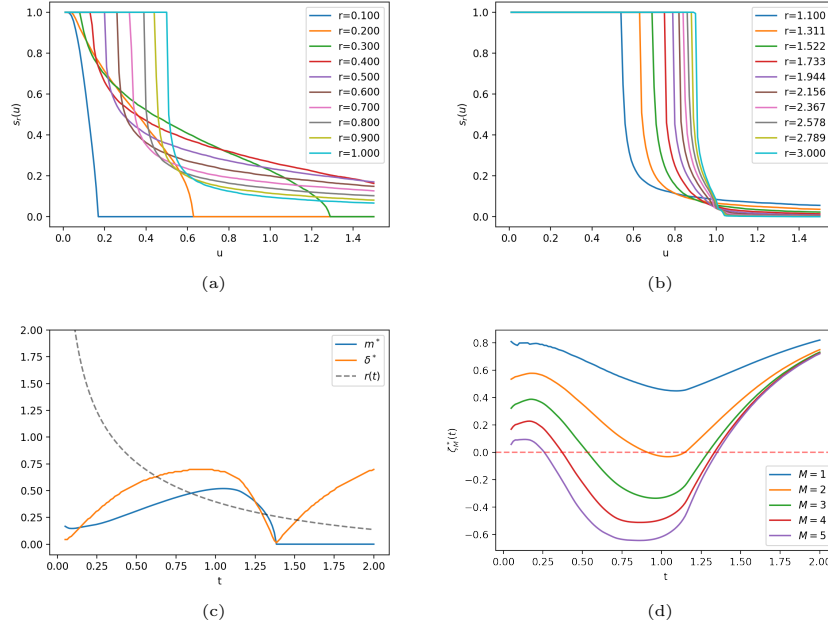 1.0
0.8
0.6
0.4
0.2
0.0
s_r(u)
0.0 0.2 0.4 0.6 0.8 1.0 1.2 1.4
u
r=0.100
r=0.200
r=0.300
r=0.400
r=0.500
r=0.600
r=0.700
r=0.800
r=0.900
r=1.000
(a)
1.0
0.8
0.6
0.4
0.2
0.0
s_r(u)
0.0 0.2 0.4 0.6 0.8 1.0 1.2 1.4
u
r=1.100
r=1.311
r=1.522
r=1.733
r=1.944
r=2.156
r=2.367
r=2.578
r=2.789
r=3.000
(b)
2.00
1.75
1.50
1.25
1.00
0.75
0.50
0.25
0.00
0.00 0.25 0.50 0.75 1.00 1.25 1.50 1.75 2.00
t
m*
δ*
r(t)
(c)
0.8
0.6
0.4
0.2
0.0
−0.2
−0.4
−0.6
ζ*_M(t)
0.00 0.25 0.50 0.75 1.00 1.25 1.50 1.75 2.00
t
M = 1
M = 2
M = 3
M = 4
M = 5
(d)